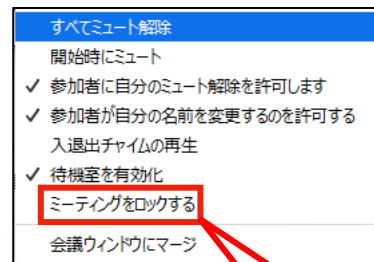 すべてミュート解除
開始時にミュート
✓ 参加者に自分のミュート解除を許可します
✓ 参加者が自分の名前を変更するのを許可する
入退出チャイムの再生
✓ 待機室を有効化
ミーティングをロックする
会議ウィンドウにマージ